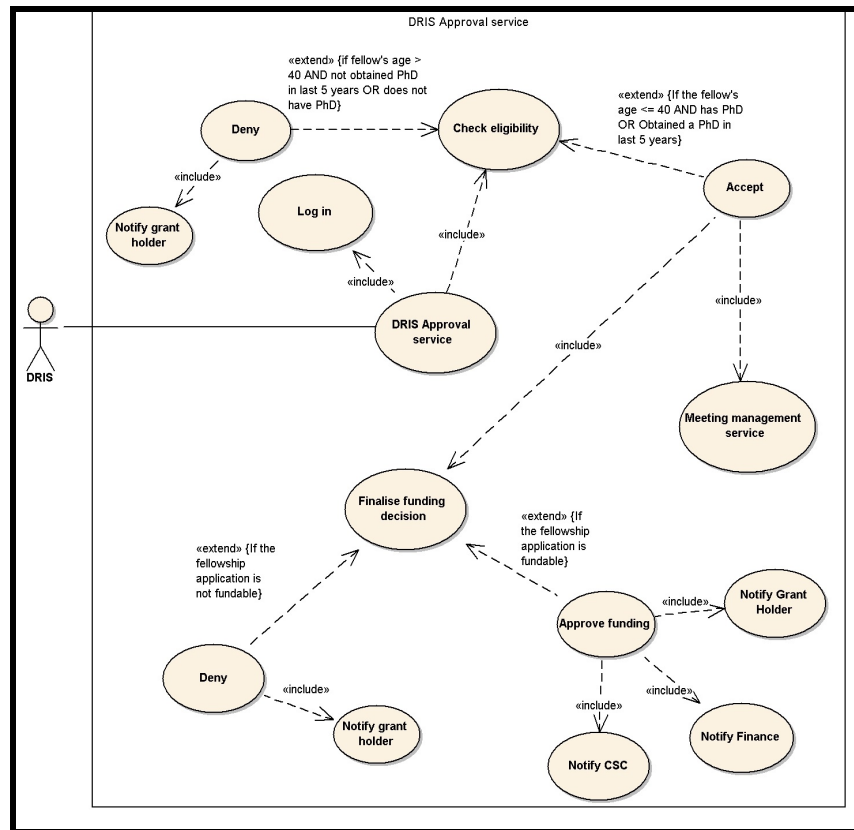 DRIS Approval service
«extend» {if fellow's age >
40 AND not obtained PhD
in last 5 years OR does not
have PhD}
«extend» {If the fellow's
age <= 40 AND has PhD
OR Obtained a PhD in
last 5 years}
Deny
Check eligibility
Accept
«include»
Notify grant
holder
Log in
«include»
«include»
«include»
DRIS Approval
service
DRIS
«include»
Meeting management
service
Finalise funding
decision
«extend» {If the
fellowship
application is
not fundable}
«extend» {If
the fellowship
application is
fundable}
Approve funding
«include»
Notify Grant
Holder
Deny
«include»
Notify grant
holder
«include»
Notify CSC
«include»
Notify Finance